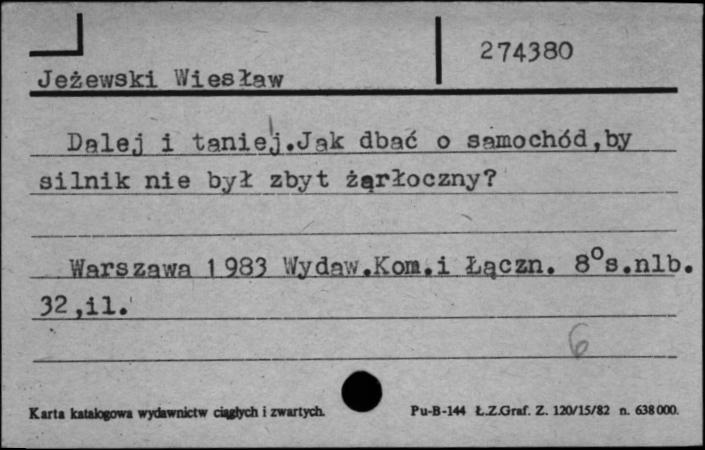 274380
Jeżewski Wiesław
Dalej i taniej.Jak dbać o samochód,by
silnik nie był zbyt żarłoczny?
Warszawa 1983 Wydaw.Kom.i Łączn. 8°s.nlb.
32,il.
6
Karta katalogowa wydawnictw ciągłych i zwartych.
Pu-B-144 Ł.Z.Graf. Z. 120/15/82 n. 638000.